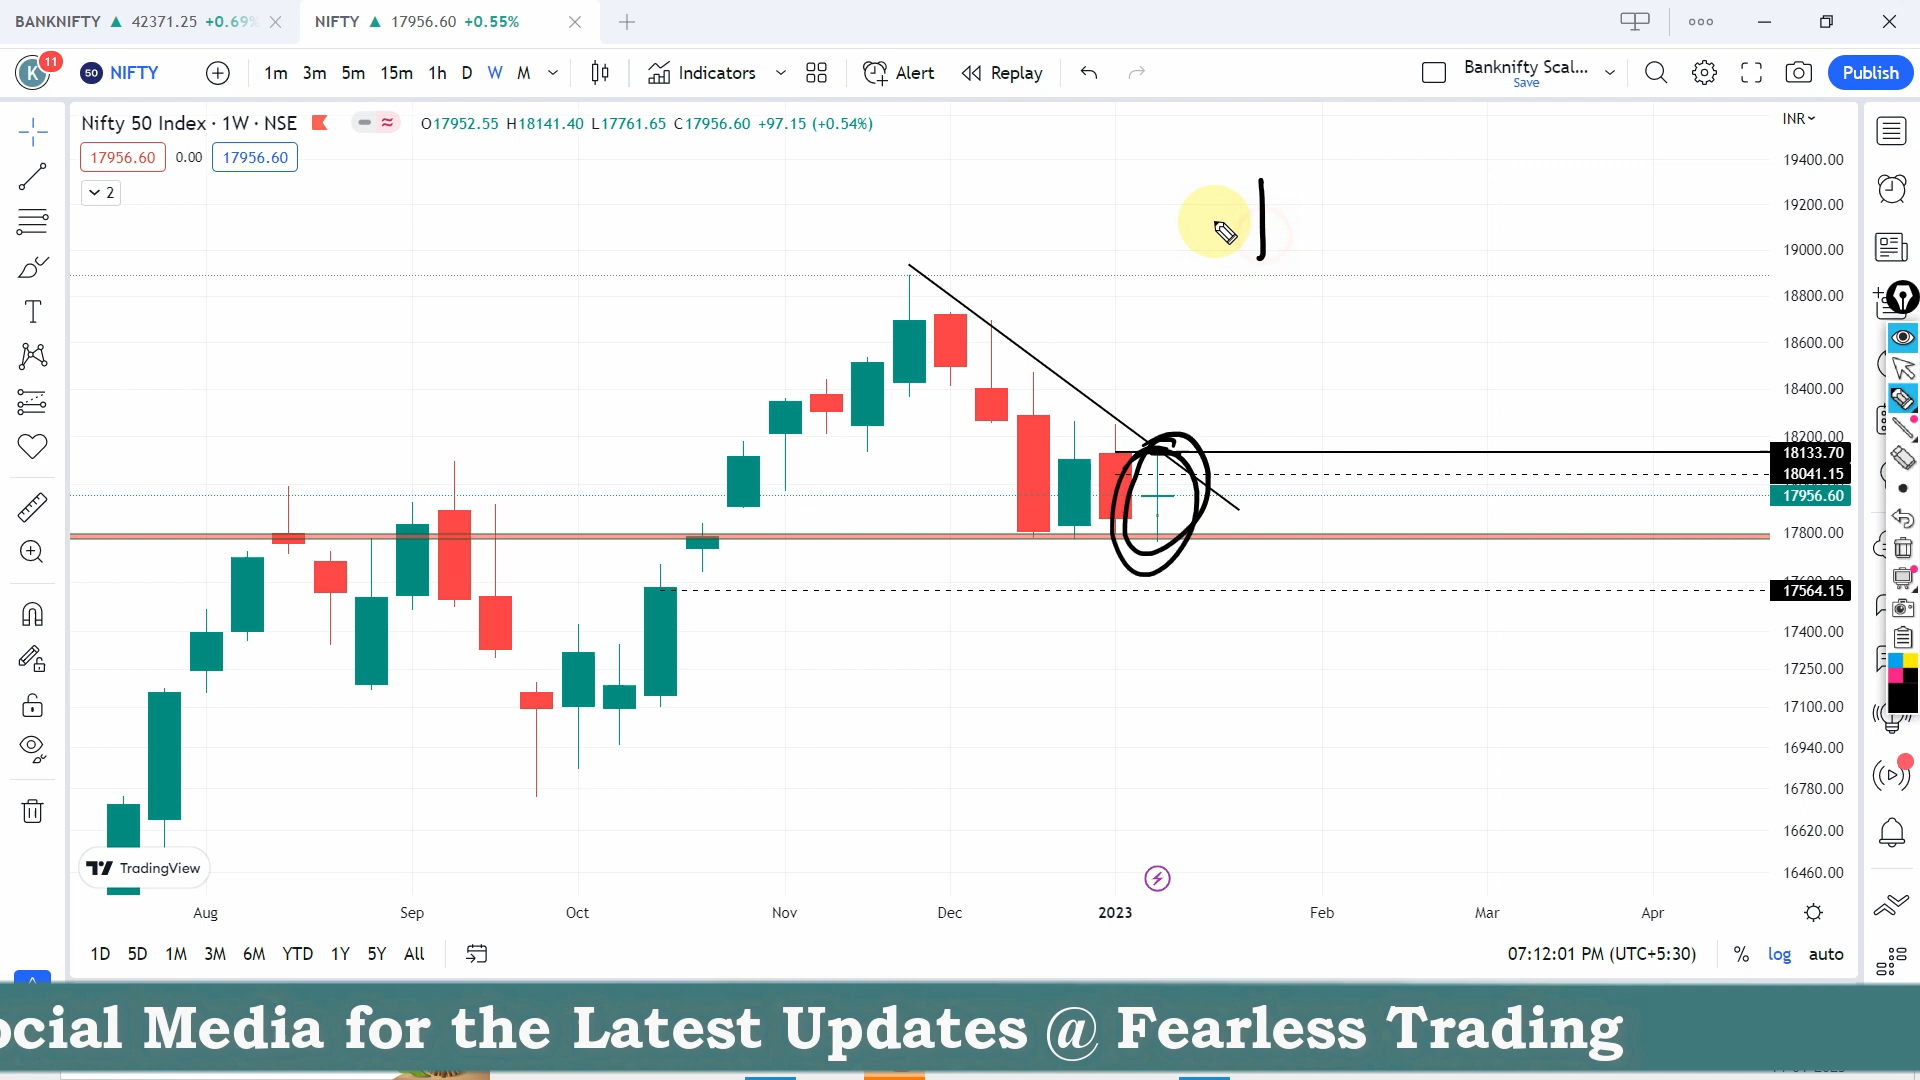 BANKNIFTY ▲ 42371.25 +0.69%
NIFTY ▲ 17956.60 +0.55%
K 11
50 NIFTY
1m 3m 5m 15m 1h D W M
Indicators
Alert
Replay
Banknifty Scal...
Save
Publish
Nifty 50 Index · 1W · NSE
O17952.55 H18141.40 L17761.65 C17956.60 +97.15 (+0.54%)
17956.60 0.00 17956.60
2
INR
19400.00
19200.00
19000.00
18800.00
18600.00
18400.00
18200.00
18133.70
18041.15
17956.60
17800.00
17564.15
17400.00
17250.00
17100.00
16940.00
16780.00
16620.00
16460.00
TradingView
Aug Sep Oct Nov Dec 2023 Feb Mar Apr
1D 5D 1M 3M 6M YTD 1Y 5Y All
07:12:01 PM (UTC+5:30) % log auto
ocial Media for the Latest Updates @ Fearless Trading